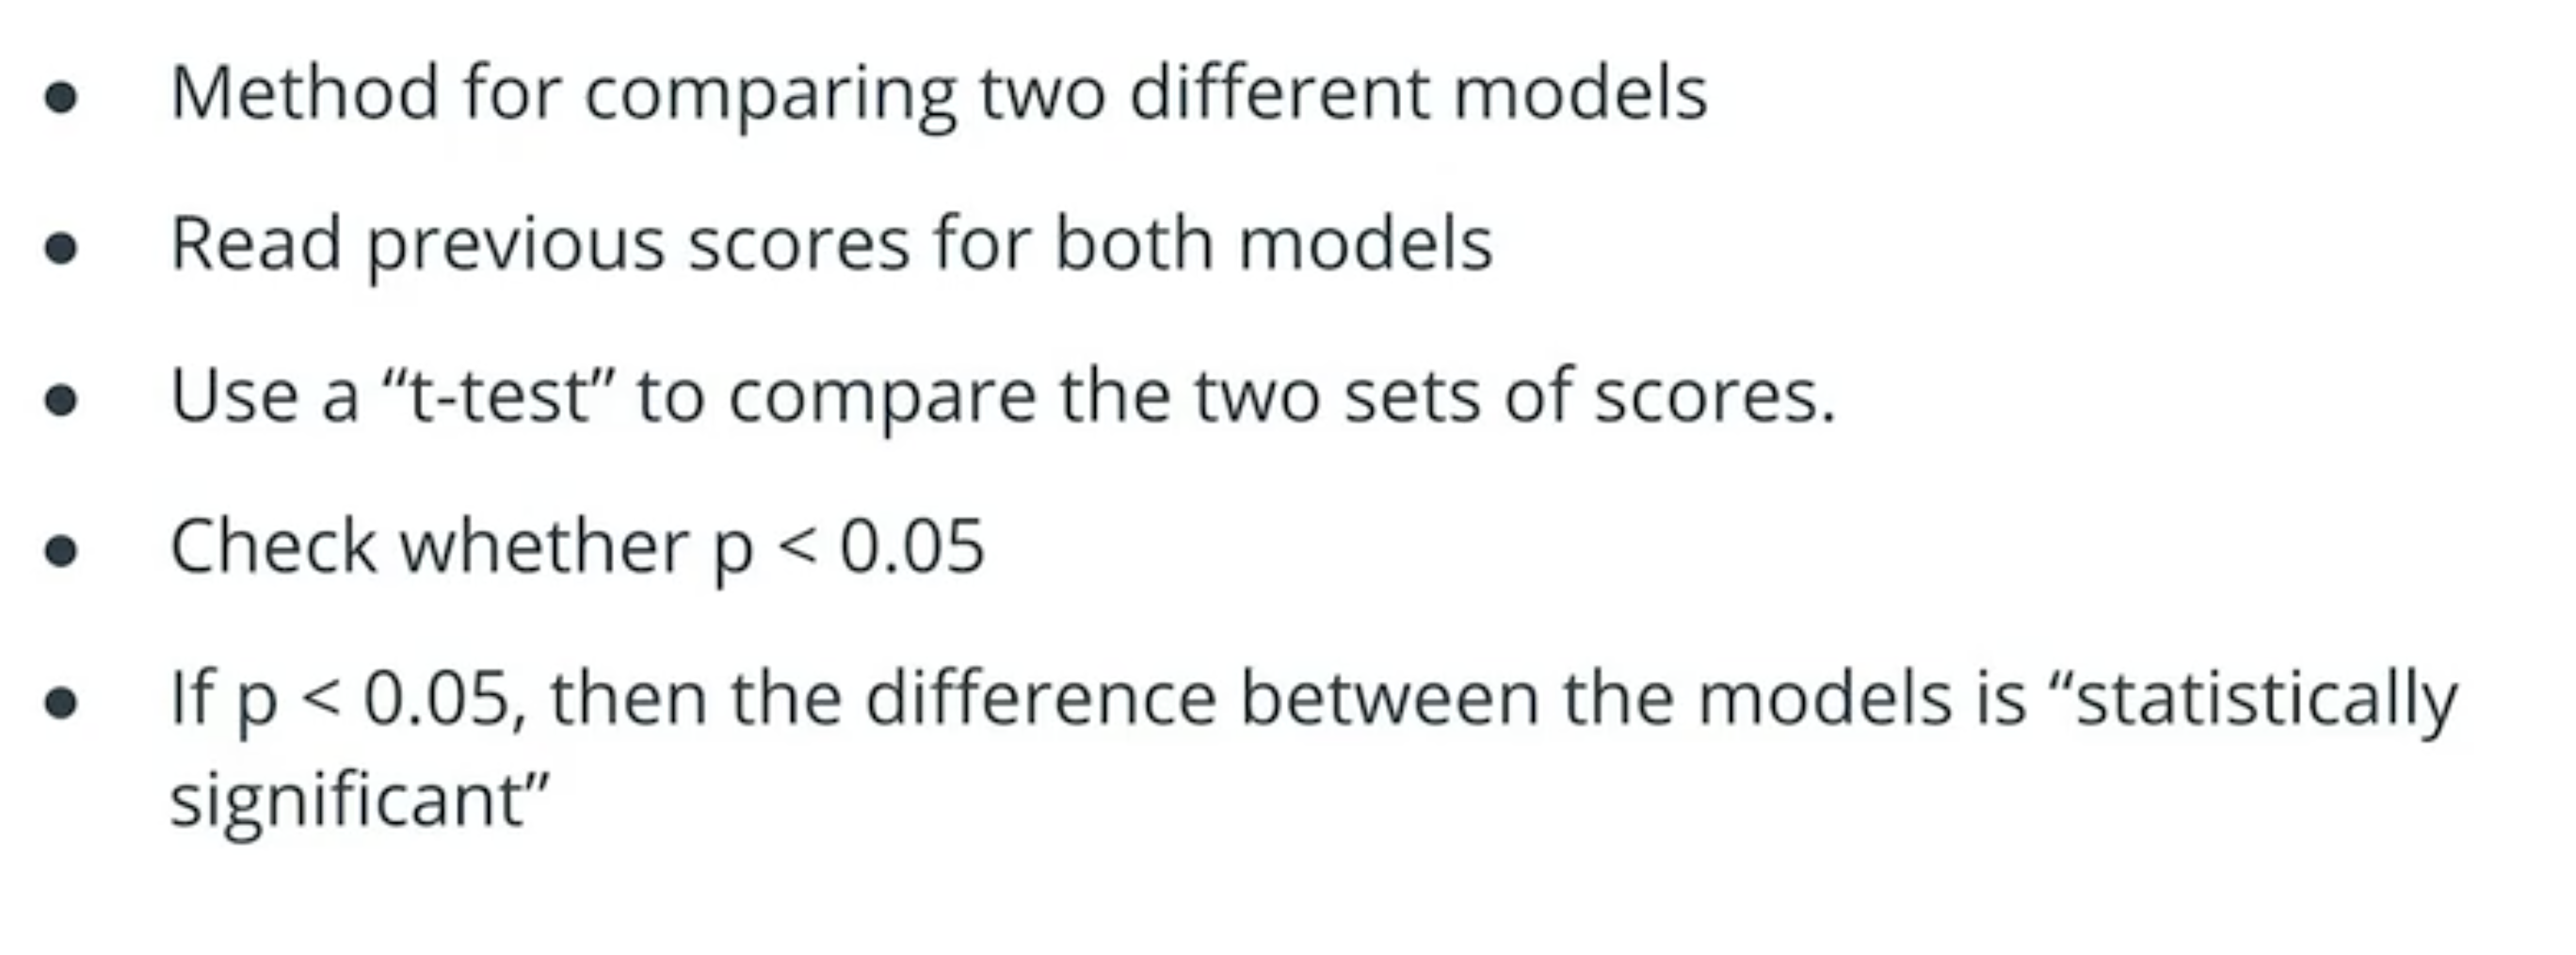 • Method for comparing two different models
• Read previous scores for both models
• Use a “t-test” to compare the two sets of scores.
• Check whether p < 0.05
• If p < 0.05, then the difference between the models is “statistically
significant”